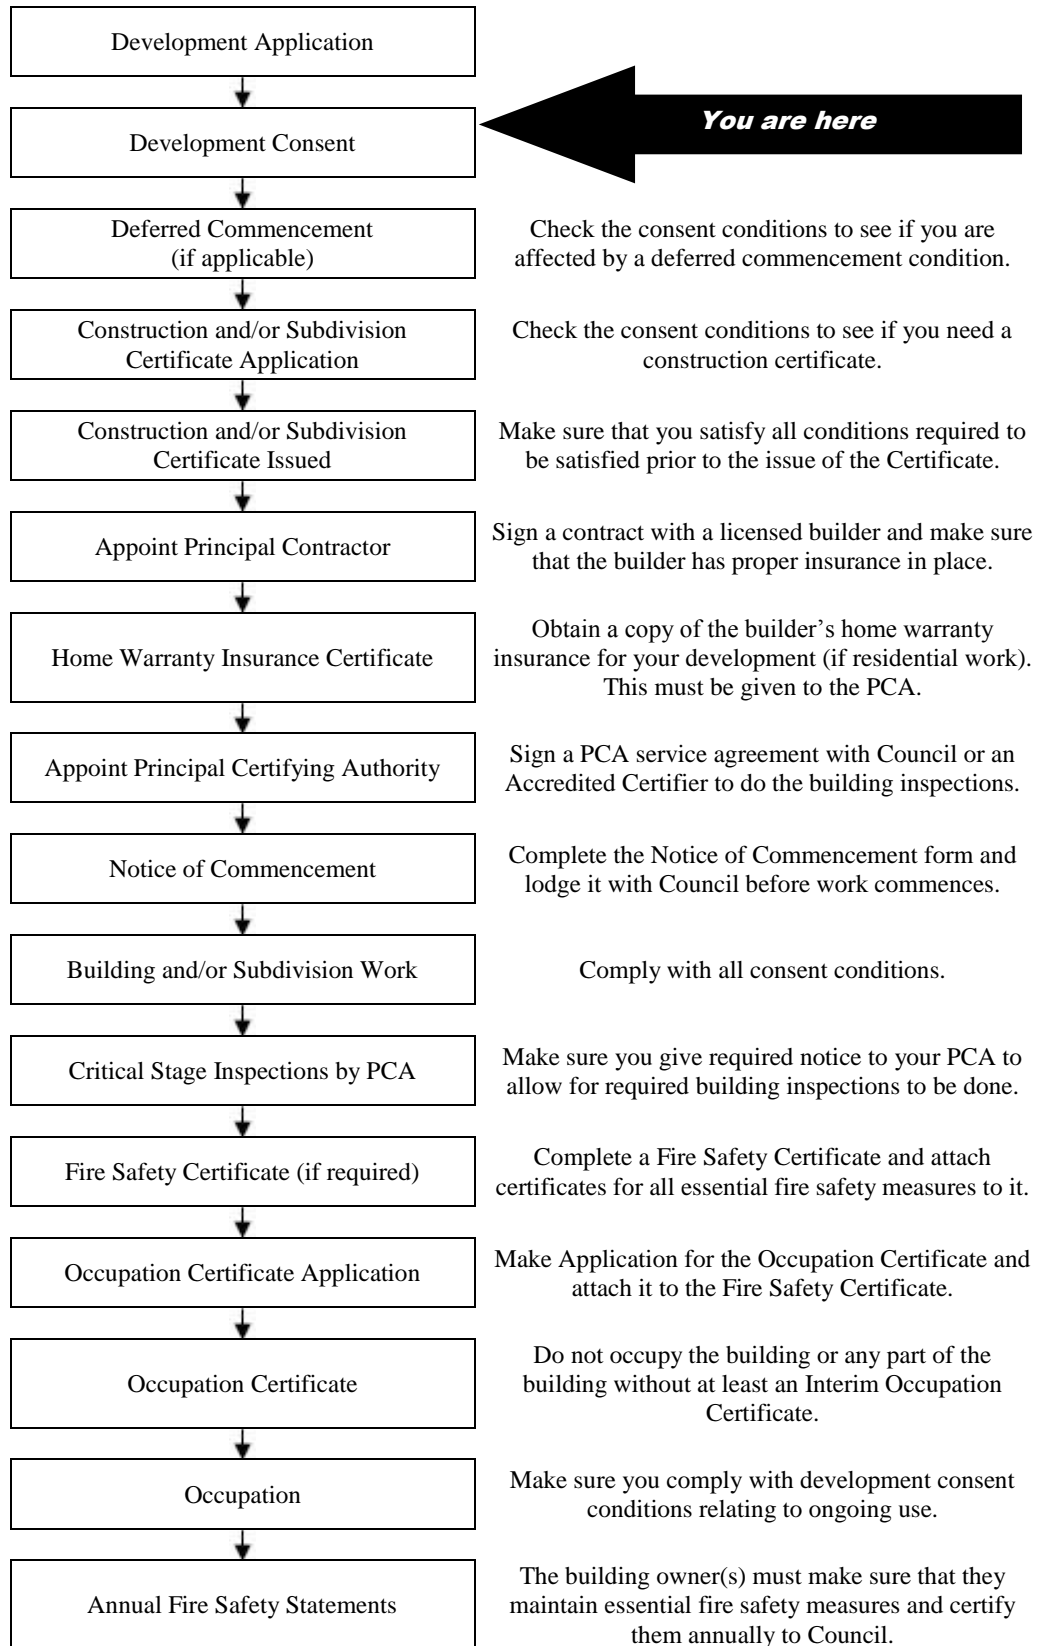 Development Application
Development Consent
You are here
Deferred Commencement
(if applicable)
Check the consent conditions to see if you are
affected by a deferred commencement condition.
Construction and/or Subdivision
Certificate Application
Check the consent conditions to see if you need a
construction certificate.
Construction and/or Subdivision
Certificate Issued
Make sure that you satisfy all conditions required to
be satisfied prior to the issue of the Certificate.
Appoint Principal Contractor
Sign a contract with a licensed builder and make sure
that the builder has proper insurance in place.
Home Warranty Insurance Certificate
Obtain a copy of the builder’s home warranty
insurance for your development (if residential work).
This must be given to the PCA.
Appoint Principal Certifying Authority
Sign a PCA service agreement with Council or an
Accredited Certifier to do the building inspections.
Notice of Commencement
Complete the Notice of Commencement form and
lodge it with Council before work commences.
Building and/or Subdivision Work
Comply with all consent conditions.
Critical Stage Inspections by PCA
Make sure you give required notice to your PCA to
allow for required building inspections to be done.
Fire Safety Certificate (if required)
Complete a Fire Safety Certificate and attach
certificates for all essential fire safety measures to it.
Occupation Certificate Application
Make Application for the Occupation Certificate and
attach it to the Fire Safety Certificate.
Occupation Certificate
Do not occupy the building or any part of the
building without at least an Interim Occupation
Certificate.
Occupation
Make sure you comply with development consent
conditions relating to ongoing use.
Annual Fire Safety Statements
The building owner(s) must make sure that they
maintain essential fire safety measures and certify
them annually to Council.